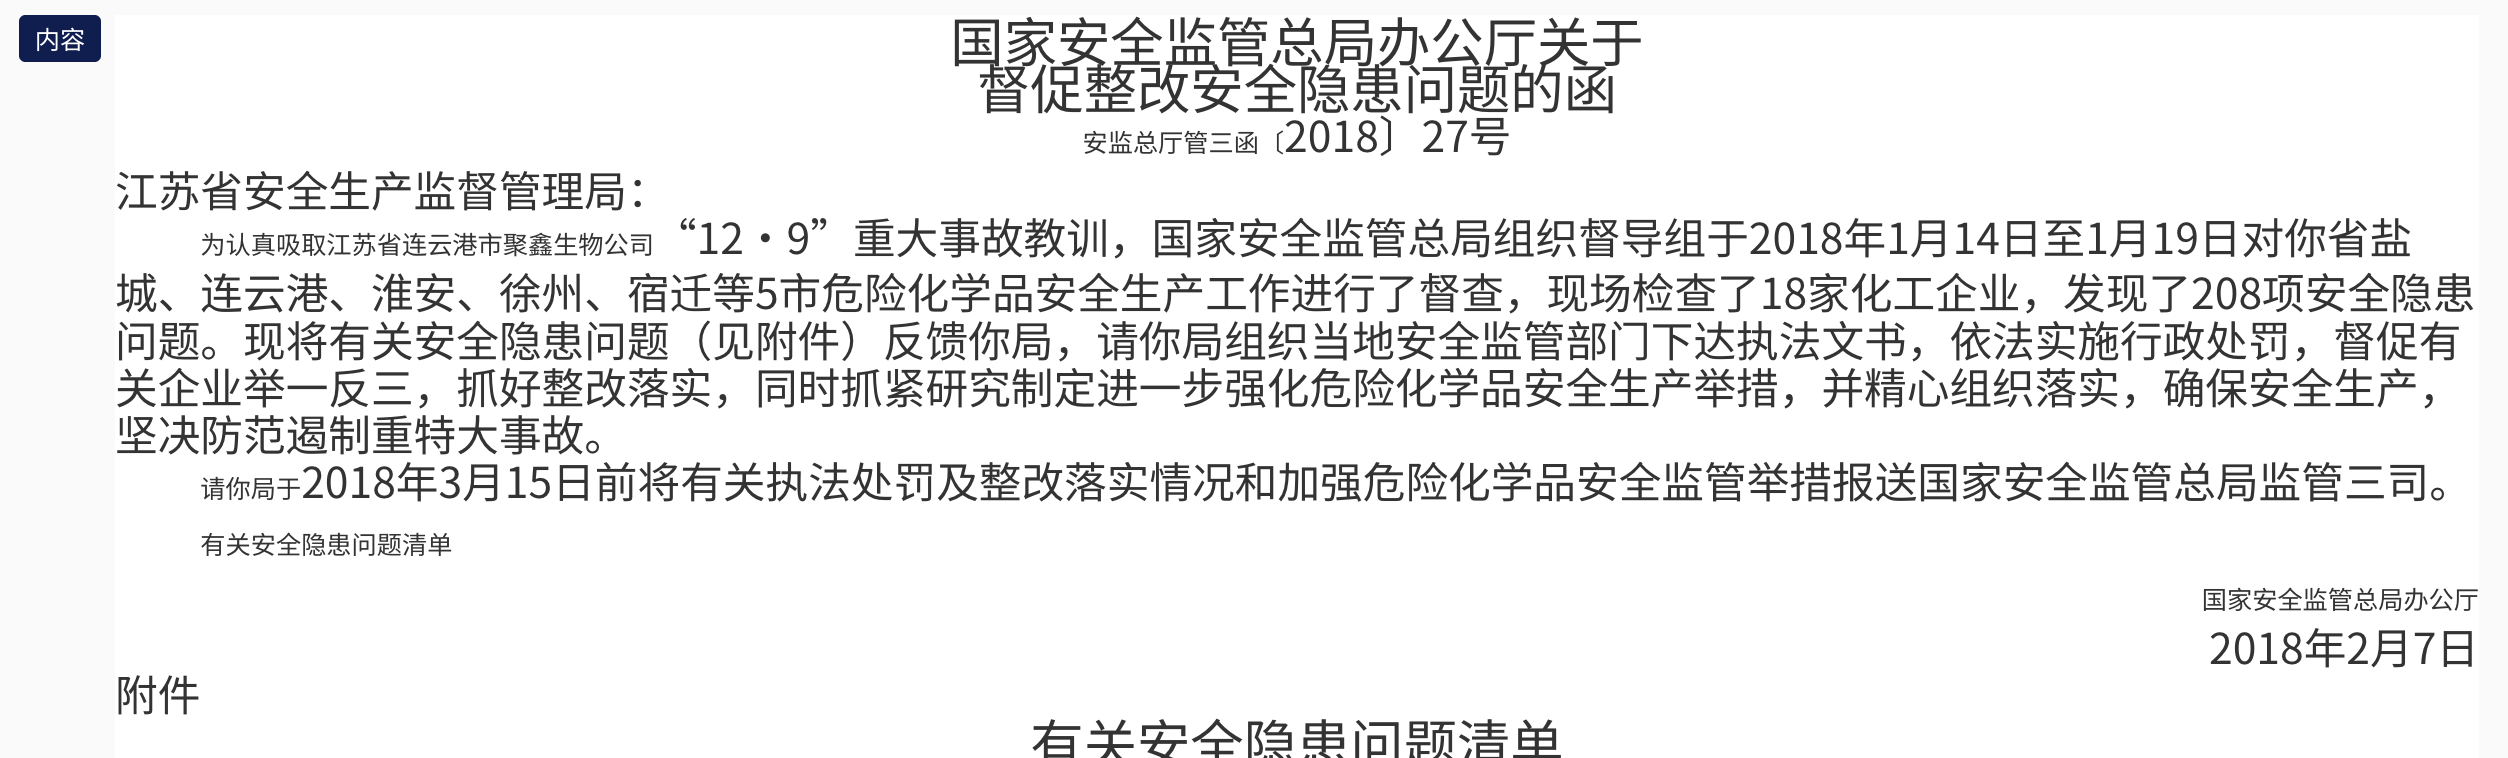 内容
国家安全监管总局办公厅关于
督促整改安全隐患问题的函
安监总厅管三函〔2018〕27号
江苏省安全生产监督管理局：
为认真吸取江苏省连云港市聚鑫生物公司“12・9”重大事故教训，国家安全监管总局组织督导组于2018年1月14日至1月19日对你省盐
城、连云港、淮安、徐州、宿迁等5市危险化学品安全生产工作进行了督查，现场检查了18家化工企业，发现了208项安全隐患
问题。现将有关安全隐患问题（见附件）反馈你局，请你局组织当地安全监管部门下达执法文书，依法实施行政处罚，督促有
关企业举一反三，抓好整改落实，同时抓紧研究制定进一步强化危险化学品安全生产举措，并精心组织落实，确保安全生产，
坚决防范遏制重特大事故。
请你局于2018年3月15日前将有关执法处罚及整改落实情况和加强危险化学品安全监管举措报送国家安全监管总局监管三司。
有关安全隐患问题清单
国家安全监管总局办公厅
2018年2月7日
附件
有关安全隐患问题清单